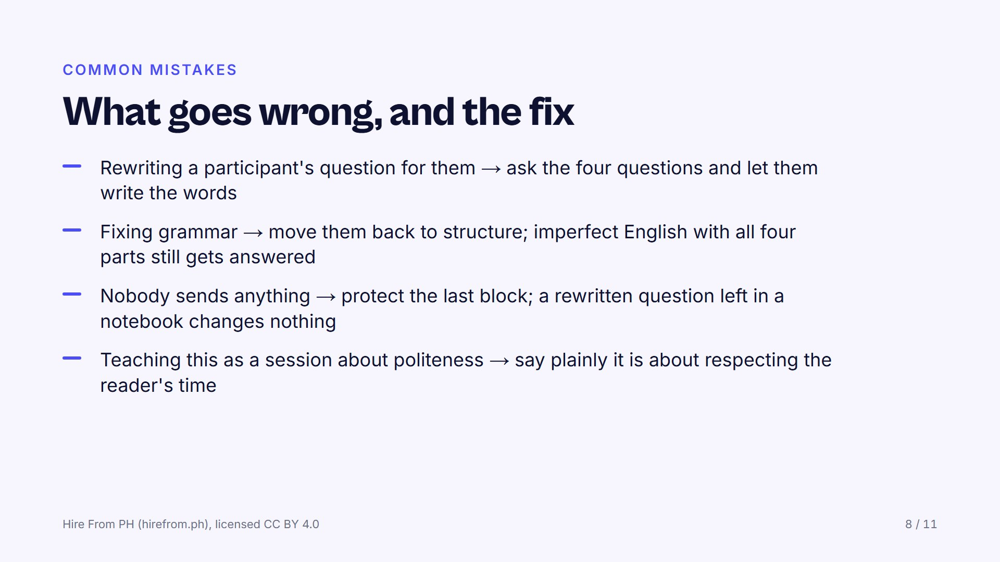 COMMON MISTAKES
What goes wrong, and the fix
Rewriting a participant's question for them → ask the four questions and let them
write the words
Fixing grammar → move them back to structure; imperfect English with all four
parts still gets answered
Nobody sends anything → protect the last block; a rewritten question left in a
notebook changes nothing
Teaching this as a session about politeness → say plainly it is about respecting the
reader's time
Hire From PH (hirefrom.ph), licensed CC BY 4.0
8 / 11